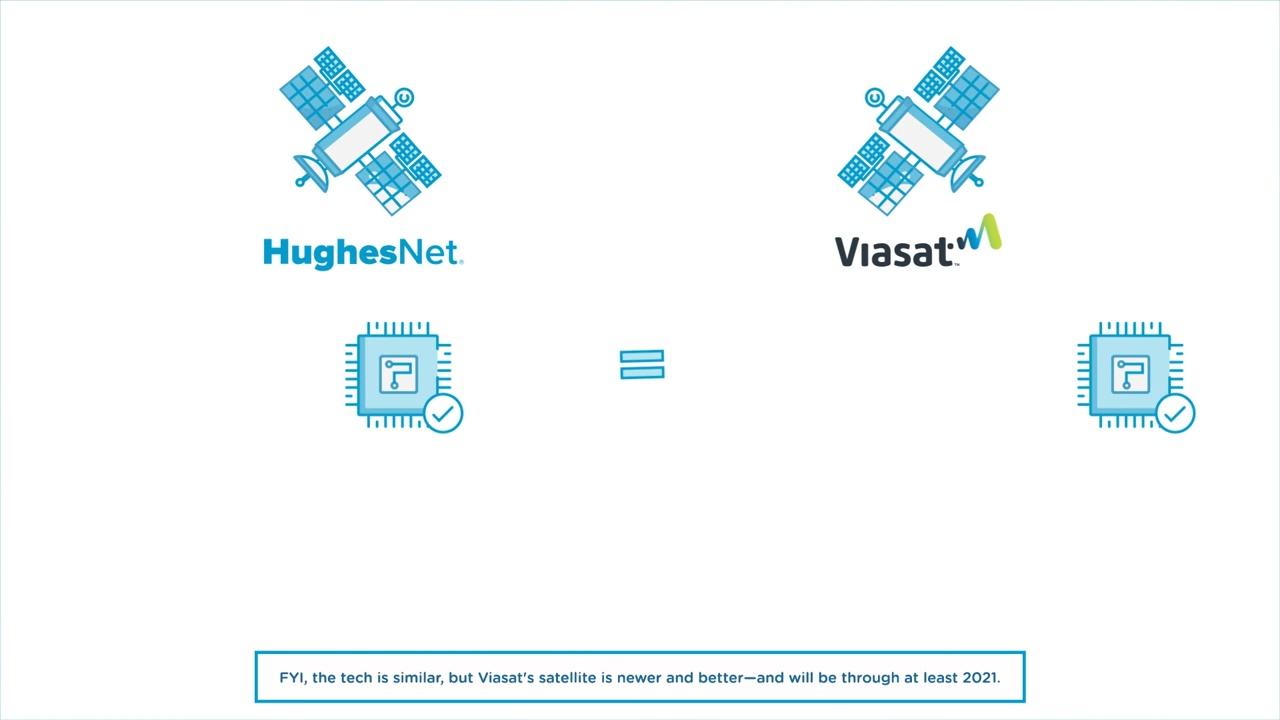 HughesNet
Viasat™
FYI, the tech is similar, but Viasat's satellite is newer and better—and will be through at least 2021.